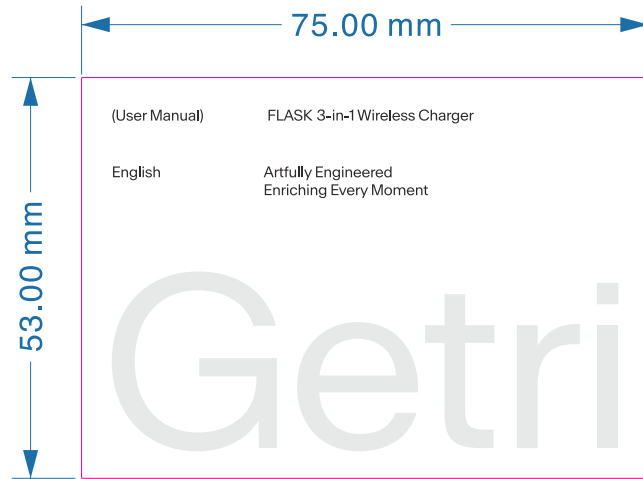 75.00 mm
53.00 mm
(User Manual) FLASK 3-in-1 Wireless Charger
English Artfully Engineered
Enriching Every Moment
Getri